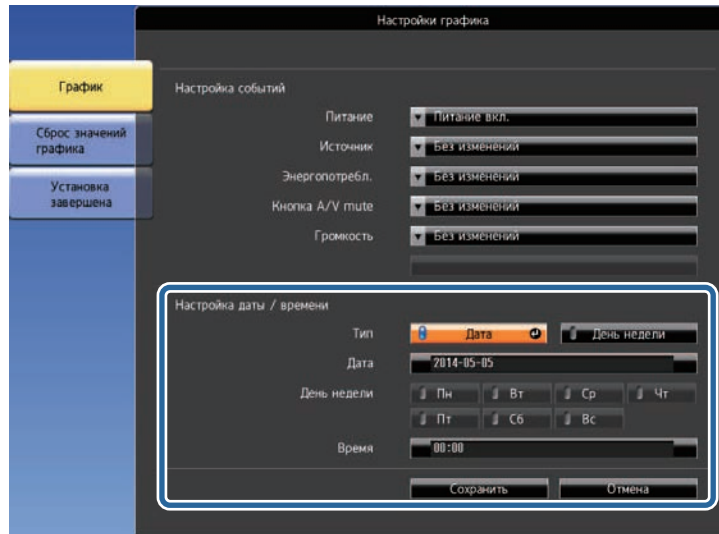 Настройки графика
График
Сброс значений
графика
Установка
завершена
Настройка событий
Питание Питание вкл.
Источник Без изменений
Энергопотребл. Без изменений
Кнопка A/V mute Без изменений
Громкость Без изменений
Настройка даты / времени
Тип Дата День недели
Дата 2014-05-05
День недели Пн Вт Ср Чт
Пт Сб Вс
Время 00:00
Сохранить Отмена